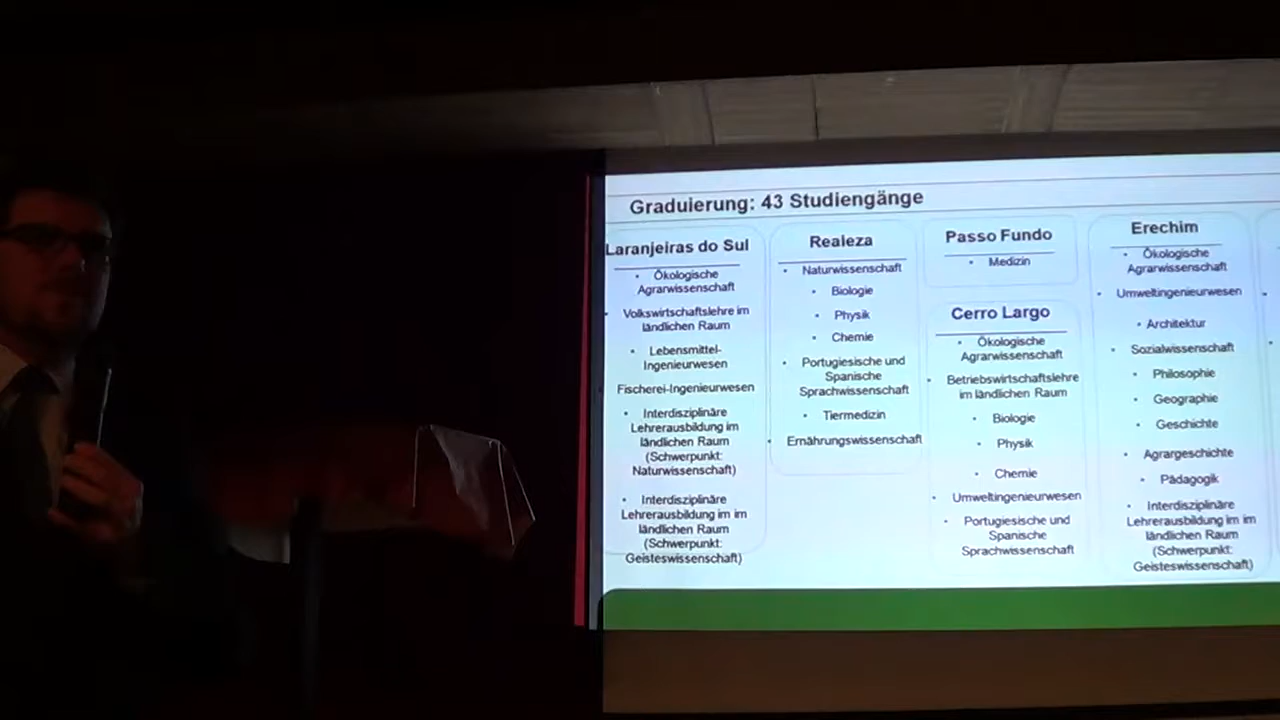 Graduierung: 43 Studiengänge
Laranjeiras do Sul
• Ökologische
Agrarwissenschaft
• Volkswirtschaftslehre im
ländlichen Raum
• Lebensmittel-
Ingenieurwesen
• Fischerei-Ingenieurwesen
• Interdisziplinäre
Lehrerausbildung im
ländlichen Raum
(Schwerpunkt:
Naturwissenschaft)
• Interdisziplinäre
Lehrerausbildung im im
ländlichen Raum
(Schwerpunkt:
Geisteswissenschaft)
Realeza
• Naturwissenschaft
• Biologie
• Physik
• Chemie
• Portugiesische und
Spanische
Sprachwissenschaft
• Tiermedizin
• Ernährungswissenschaft
Passo Fundo
• Medizin
Cerro Largo
• Ökologische
Agrarwissenschaft
• Betriebswirtschaftslehre
im ländlichen Raum
• Biologie
• Physik
• Chemie
• Umweltingenieurwesen
• Portugiesische und
Spanische
Sprachwissenschaft
Erechim
• Ökologische
Agrarwissenschaft
• Umweltingenieurwesen
• Architektur
• Sozialwissenschaft
• Philosophie
• Geographie
• Geschichte
• Agrargeschichte
• Pädagogik
• Interdisziplinäre
Lehrerausbildung im im
ländlichen Raum
(Schwerpunkt:
Geisteswissenschaft)